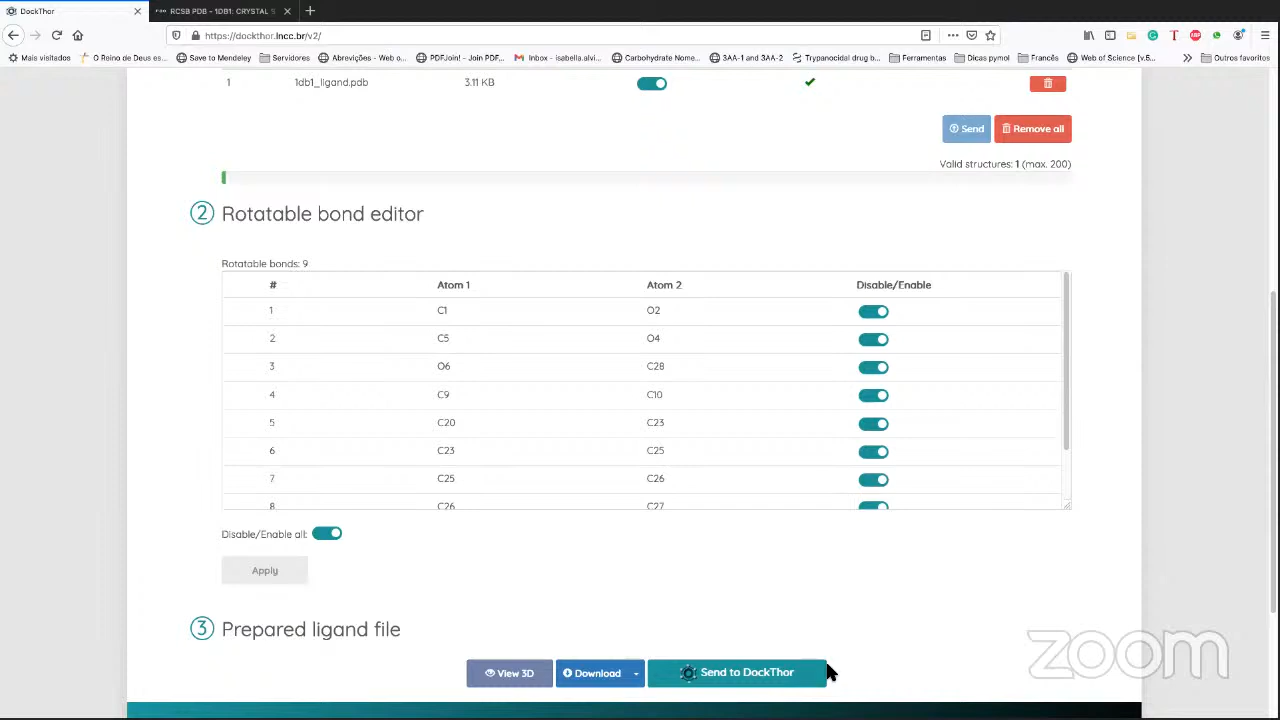 DockThor
RCSB PDB - 1DB1: CRYSTAL S
https://dockthor.lncc.br/v2/
Mais visitados
O Reino de Deus es...
Save to Mendeley
Servidores
Abrevições - Web o...
PDFJoin! - Join PDF...
Inbox - isabella.alvi...
Carbohydrate Nome...
3AA-1 and 3AA-2
Trypanocidal drug b...
Ferramentas
Dicas pymol
Francês
Web of Science [v.5...
Outros favoritos
1 1db1_ligand.pdb 3.11 KB
Send Remove all
Valid structures: 1 (max. 200)
2 Rotatable bond editor
Rotatable bonds: 9
# Atom 1 Atom 2 Disable/Enable
1 C1 O2
2 C5 O4
3 O6 C28
4 C9 C10
5 C20 C23
6 C23 C25
7 C25 C26
8 C26 C27
Disable/Enable all:
Apply
3 Prepared ligand file
View 3D Download Send to DockThor
zoom